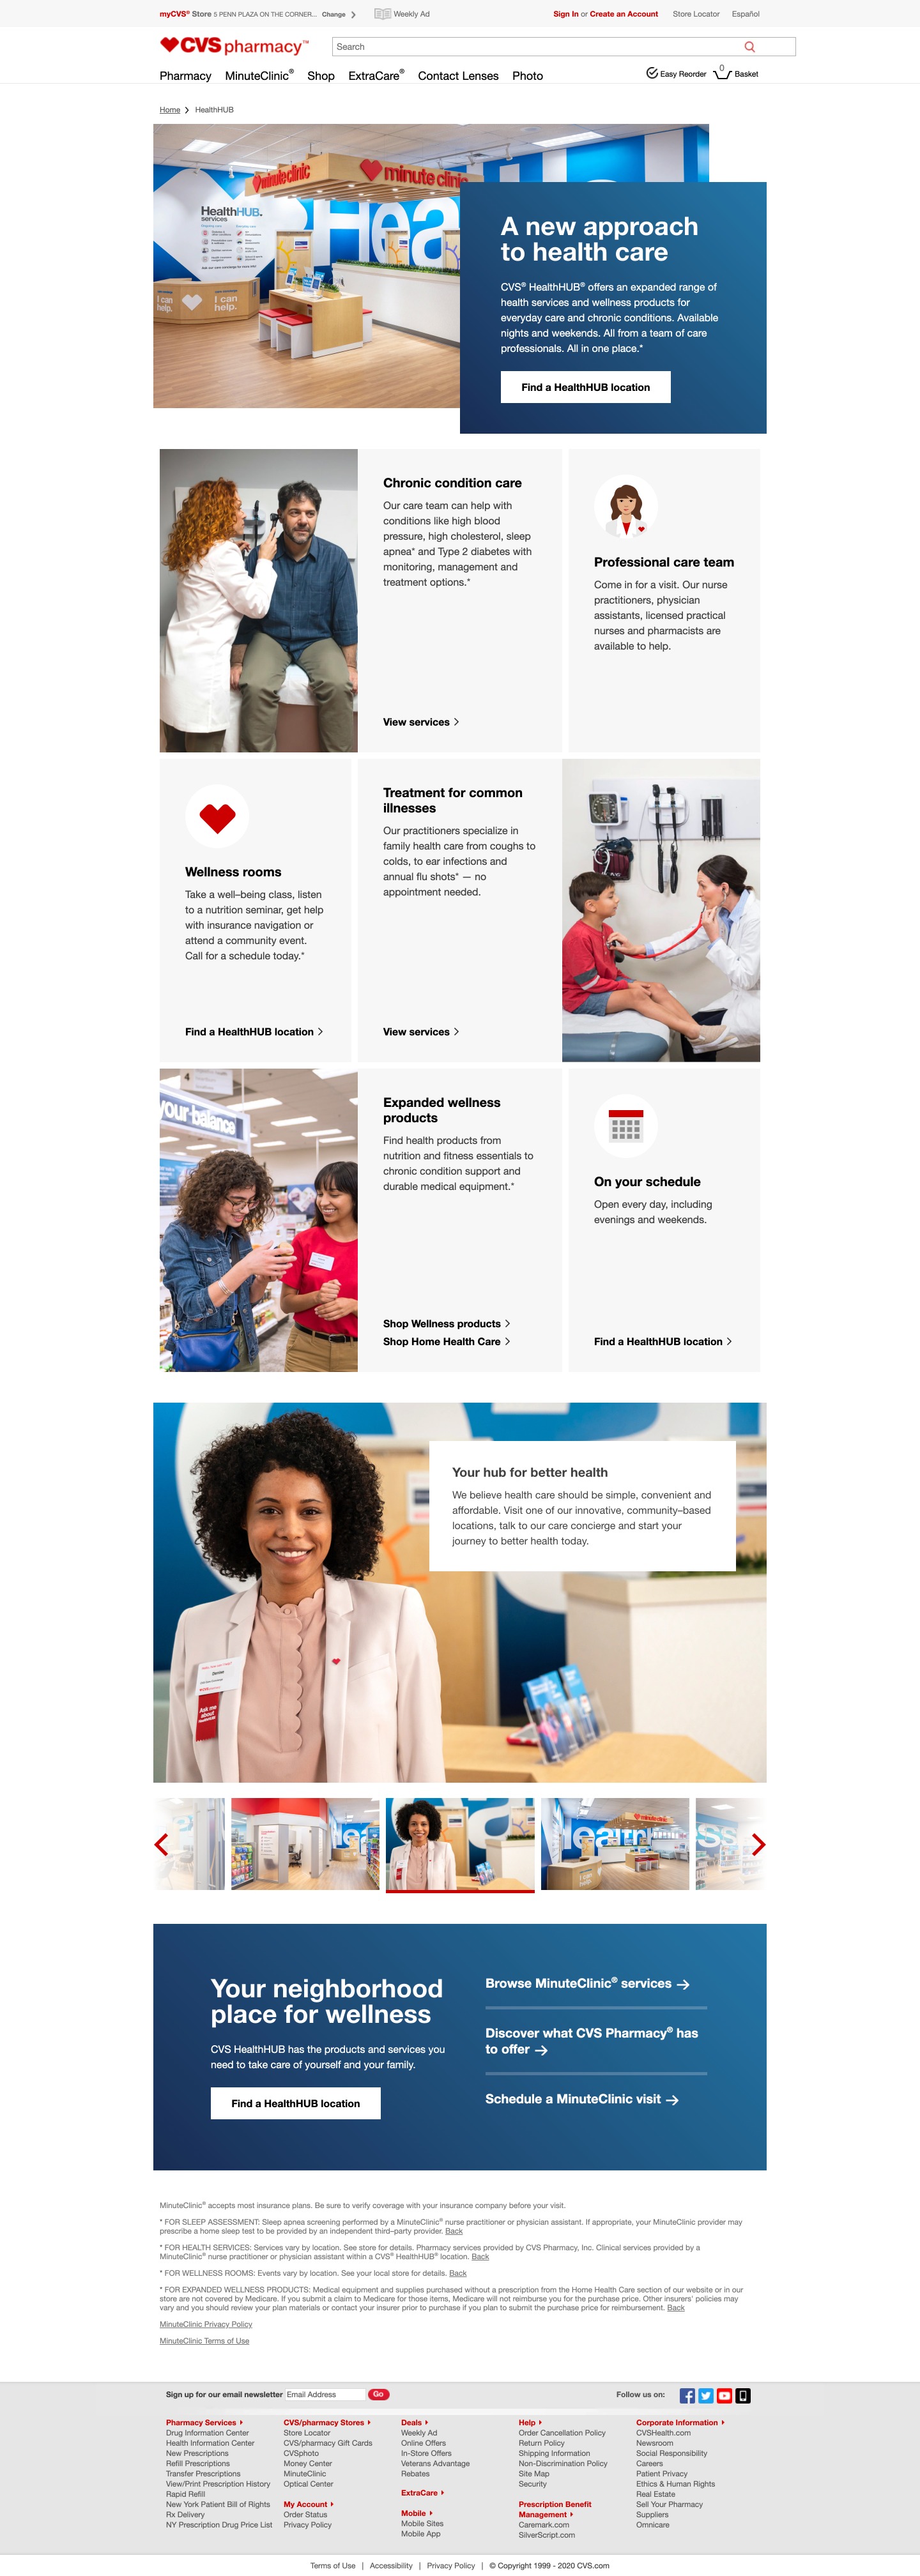 myCVS® Store 5 PENN PLAZA ON THE CORNER... Change
Weekly Ad
Sign In or Create an Account
Store Locator
Español
CVS pharmacy™
Search
Pharmacy MinuteClinic® Shop ExtraCare® Contact Lenses Photo
Easy Reorder
0
Basket
Home
HealthHUB
minute clinic
minute clinic
HealthHUB.
services
Hea
I can
help.
I can
help.
A new approach
to health care
CVS® HealthHUB® offers an expanded range of
health services and wellness products for
everyday care and chronic conditions. Available
nights and weekends. All from a team of care
professionals. All in one place.*
Find a HealthHUB location
Chronic condition care
Our care team can help with
conditions like high blood
pressure, high cholesterol, sleep
apnea* and Type 2 diabetes with
monitoring, management and
treatment options.*
View services
Professional care team
Come in for a visit. Our nurse
practitioners, physician
assistants, licensed practical
nurses and pharmacists are
available to help.
Wellness rooms
Take a well–being class, listen
to a nutrition seminar, get help
with insurance navigation or
attend a community event.
Call for a schedule today.*
Find a HealthHUB location
Treatment for common
illnesses
Our practitioners specialize in
family health care from coughs to
colds, to ear infections and
annual flu shots* — no
appointment needed.
View services
4
your balance
Expanded wellness
products
Find health products from
nutrition and fitness essentials to
chronic condition support and
durable medical equipment.*
Shop Wellness products
Shop Home Health Care
On your schedule
Open every day, including
evenings and weekends.
Find a HealthHUB location
Your hub for better health
We believe health care should be simple, convenient and
affordable. Visit one of our innovative, community–based
locations, talk to our care concierge and start your
journey to better health today.
Ask me
about
Your neighborhood
place for wellness
CVS HealthHUB has the products and services you
need to take care of yourself and your family.
Find a HealthHUB location
Browse MinuteClinic® services
Discover what CVS Pharmacy® has
to offer
Schedule a MinuteClinic visit
MinuteClinic® accepts most insurance plans. Be sure to verify coverage with your insurance company before your visit.
* FOR SLEEP ASSESSMENT: Sleep apnea screening performed by a MinuteClinic® nurse practitioner or physician assistant. If appropriate, your MinuteClinic provider may
prescribe a home sleep test to be provided by an independent third–party provider. Back
* FOR HEALTH SERVICES: Services vary by location. See store for details. Pharmacy services provided by CVS Pharmacy, Inc. Clinical services provided by a
MinuteClinic® nurse practitioner or physician assistant within a CVS® HealthHUB® location. Back
* FOR WELLNESS ROOMS: Events vary by location. See your local store for details. Back
* FOR EXPANDED WELLNESS PRODUCTS: Medical equipment and supplies purchased without a prescription from the Home Health Care section of our website or in our
store are not covered by Medicare. If you submit a claim to Medicare for those items, Medicare will not reimburse you for the purchase price. Other insurers' policies may
vary and you should review your plan materials or contact your insurer prior to purchase if you plan to submit the purchase price for reimbursement. Back
MinuteClinic Privacy Policy
MinuteClinic Terms of Use
Sign up for our email newsletter
Email Address
Go
Follow us on:
Pharmacy Services
Drug Information Center
Health Information Center
New Prescriptions
Refill Prescriptions
Transfer Prescriptions
View/Print Prescription History
Rapid Refill
New York Patient Bill of Rights
Rx Delivery
NY Prescription Drug Price List
CVS/pharmacy Stores
Store Locator
CVS/pharmacy Gift Cards
CVSphoto
Money Center
MinuteClinic
Optical Center
My Account
Order Status
Privacy Policy
Deals
Weekly Ad
Online Offers
In-Store Offers
Veterans Advantage
Rebates
ExtraCare
Mobile
Mobile Sites
Mobile App
Help
Order Cancellation Policy
Return Policy
Shipping Information
Non-Discrimination Policy
Site Map
Security
Prescription Benefit
Management
Caremark.com
SilverScript.com
Corporate Information
CVSHealth.com
Newsroom
Social Responsibility
Careers
Patient Privacy
Ethics & Human Rights
Real Estate
Sell Your Pharmacy
Suppliers
Omnicare
Terms of Use | Accessibility | Privacy Policy | © Copyright 1999 - 2020 CVS.com